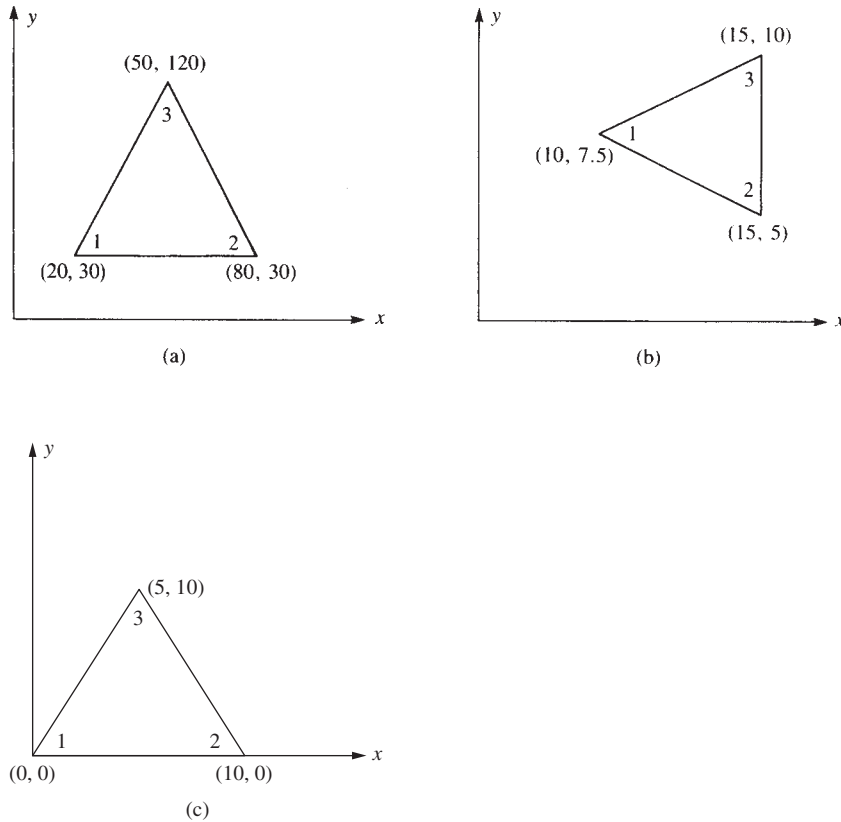 y
(50, 120)
3
1
2
(20, 30)
(80, 30)
x
(a)
y
(15, 10)
3
1
(10, 7.5)
2
(15, 5)
x
(b)
y
(5, 10)
3
1
2
x
(0, 0)
(10, 0)
(c)